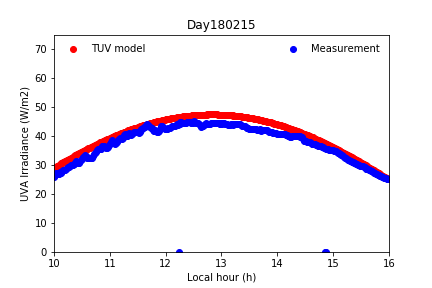 Day180215
TUV model
Measurement
UVA Irradiance (W/m2)
70
60
50
40
30
20
10
0
10 11 12 13 14 15 16
Local hour (h)